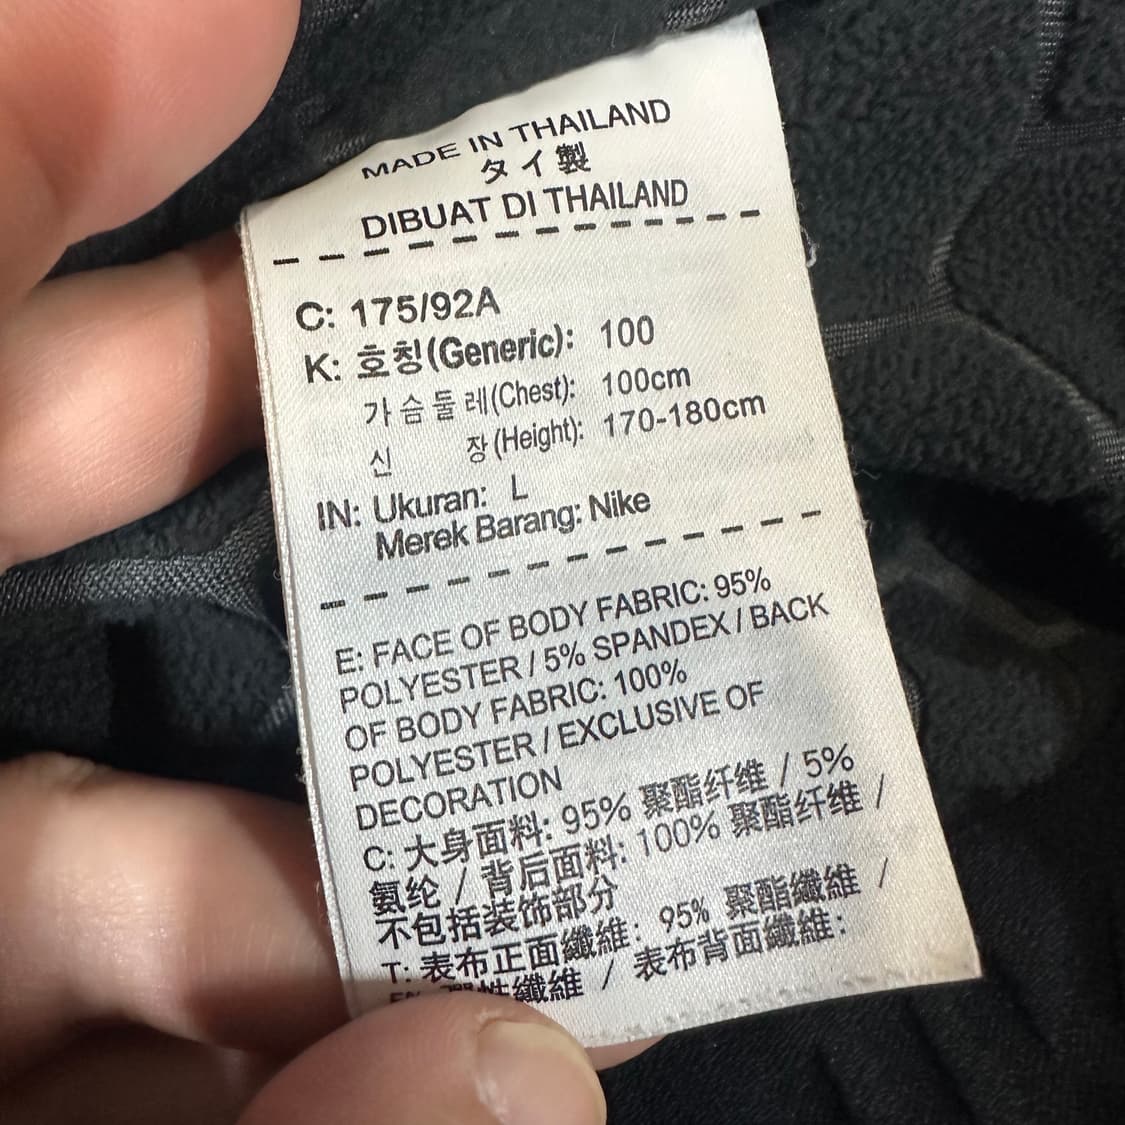 MADE IN THAILAND
タイ製
DIBUAT DI THAILAND
C: 175/92A
K: 호칭(Generic): 100
가슴둘레(Chest): 100cm
신 장(Height): 170-180cm
IN: Ukuran: L
Merek Barang: Nike
E: FACE OF BODY FABRIC: 95%
POLYESTER / 5% SPANDEX / BACK
OF BODY FABRIC: 100%
POLYESTER / EXCLUSIVE OF
DECORATION
C: 大身面料: 95% 聚酯纤维 / 5%
氨纶 / 背后面料: 100% 聚酯纤维 /
不包括装饰部分
T: 表布正面纖維: 95% 聚酯纖維 /
彈性纖維 / 表布背面纖維: